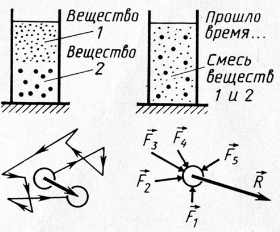 Вещество
1
Вещество
2
Прошло
время...
Смесь
веществ
1 и 2
F₃
F₄
F₅
F₂
F₁
R